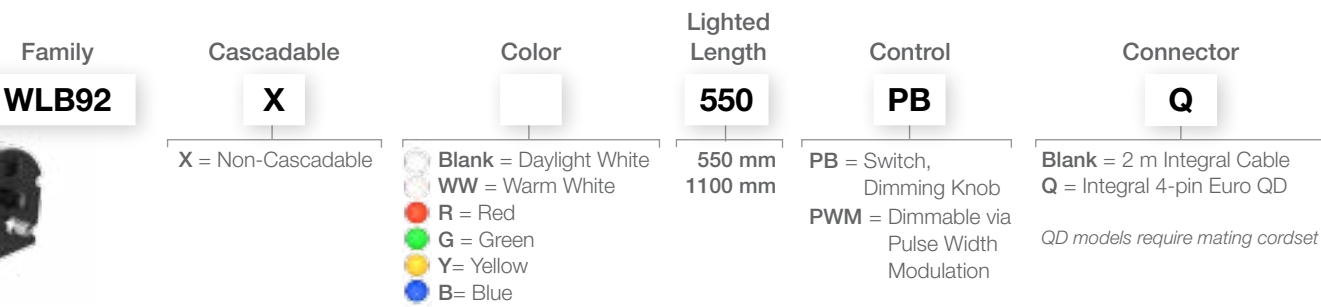 Family
WLB92
Cascadable
X
X = Non-Cascadable
Color
Blank = Daylight White
WW = Warm White
R = Red
G = Green
Y= Yellow
B= Blue
Lighted
Length
550
550 mm
1100 mm
Control
PB
PB = Switch,
Dimming Knob
PWM = Dimmable via
Pulse Width
Modulation
Connector
Q
Blank = 2 m Integral Cable
Q = Integral 4-pin Euro QD
QD models require mating cordset